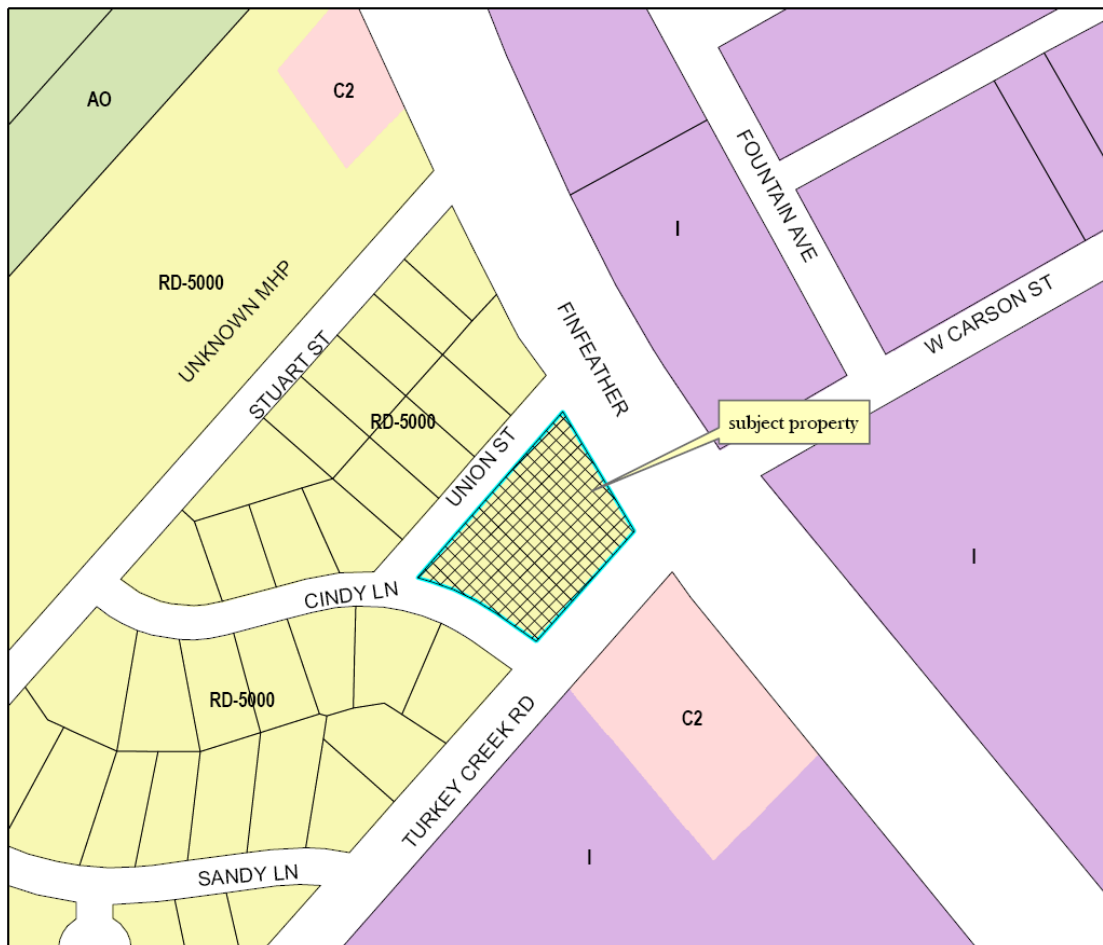 AO
C2
FOUNTAIN AVE
I
RD-5000
UNKNOWN MHP
W CARSON ST
FINFEATHER
STUART ST
RD-5000
subject property
UNION ST
I
CINDY LN
RD-5000
C2
TURKEY CREEK RD
I
SANDY LN